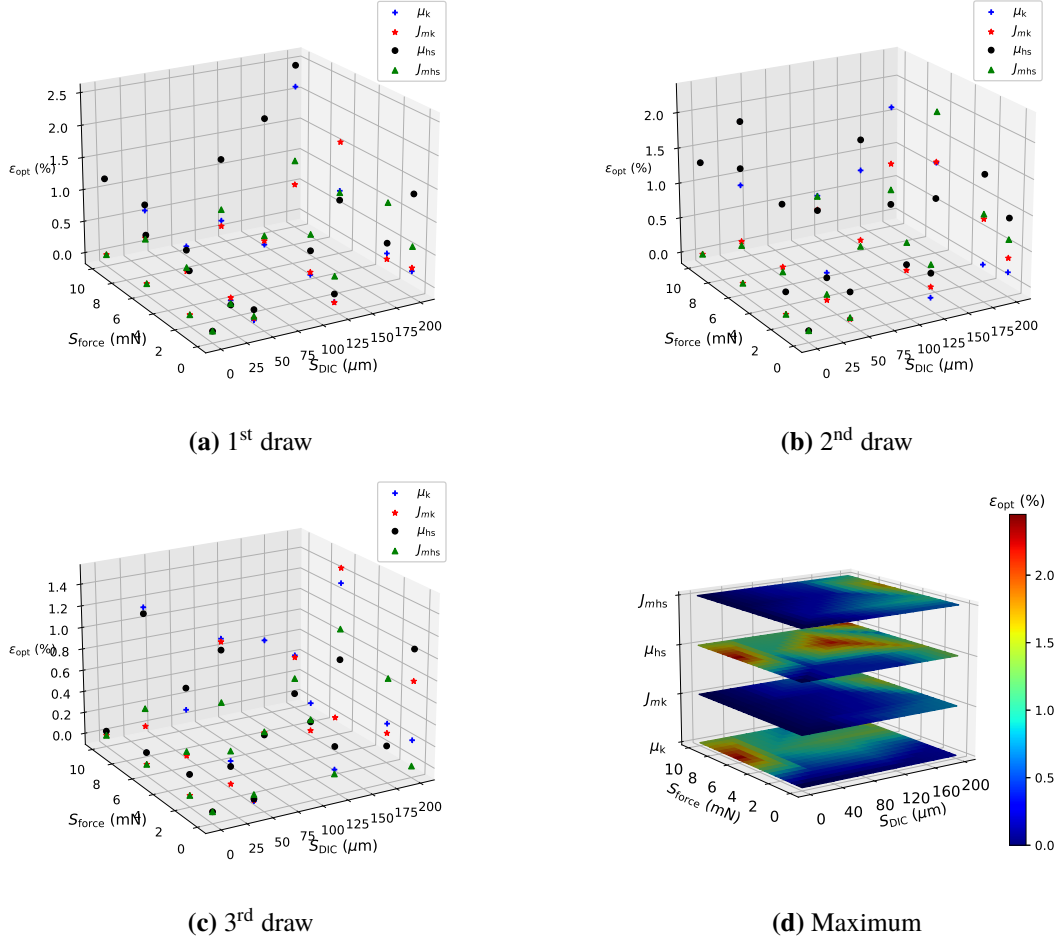 μk
Jmk
μhs
Jmhs
2.5
2.0
1.5
1.0
0.5
0.0
εopt (%)
10
8
6
4
2
0
Sforce (mN)
0
25
50
75
100
125
150
175
200
SDIC (μm)
(a) 1st draw
μk
Jmk
μhs
Jmhs
2.0
1.5
1.0
0.5
0.0
εopt (%)
10
8
6
4
2
0
Sforce (mN)
0
25
50
75
100
125
150
175
200
SDIC (μm)
(b) 2nd draw
μk
Jmk
μhs
Jmhs
1.4
1.2
1.0
0.8
0.6
0.4
0.2
0.0
εopt (%)
10
8
6
4
2
0
Sforce (mN)
0
25
50
75
100
125
150
175
200
SDIC (μm)
(c) 3rd draw
εopt (%)
2.0
1.5
1.0
0.5
0.0
Jmhs
μhs
Jmk
μk
10
8
6
4
2
0
Sforce (mN)
0
40
80
120
160
200
SDIC (μm)
(d) Maximum